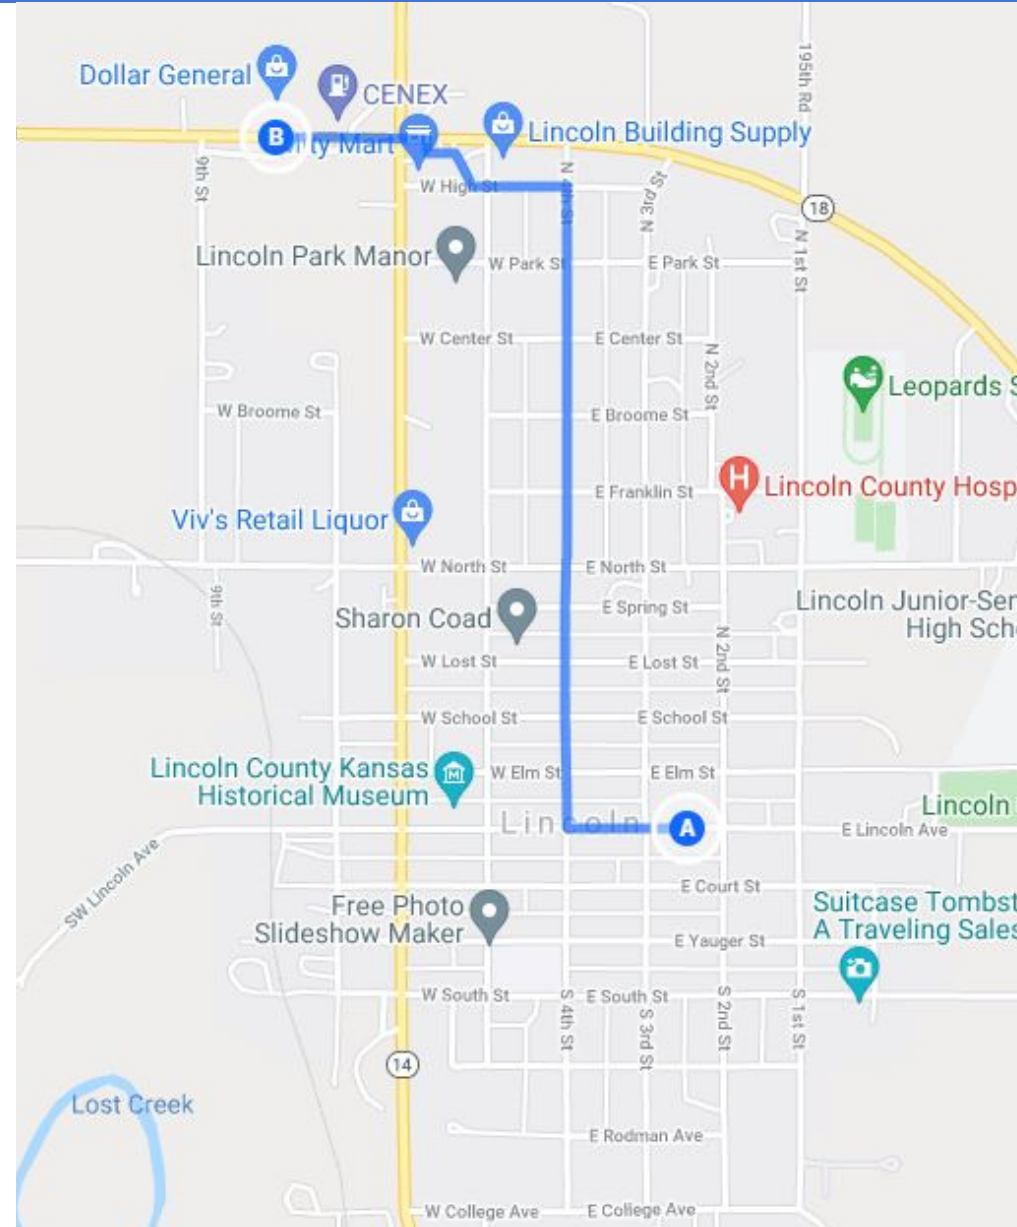 195th Rd
Dollar General
CENEX
B
ty Mart
Lincoln Building Supply
9th St
W High St
N 4th St
N 3rd St
18
Lincoln Park Manor
W Park St
E Park St
N 1st St
W Center St
E Center St
N 2nd St
Leopards S
W Broome St
E Broome St
H
Lincoln County Hosp
E Franklin St
Viv's Retail Liquor
W North St
E North St
9th St
Sharon Coad
E Spring St
Lincoln Junior-Sen
High Scho
N 2nd St
W Lost St
E Lost St
W School St
E School St
Lincoln County Kansas
Historical Museum
M
W Elm St
E Elm St
Lincoln
Lincoln
A
E Lincoln Ave
SW Lincoln Ave
E Court St
Free Photo
Slideshow Maker
Suitcase Tombst
A Traveling Sales
E Yauger St
W South St
S 4th St
E South St
S 3rd St
S 2nd St
S 1st St
14
Lost Creek
E Rodman Ave
W College Ave
E College Ave